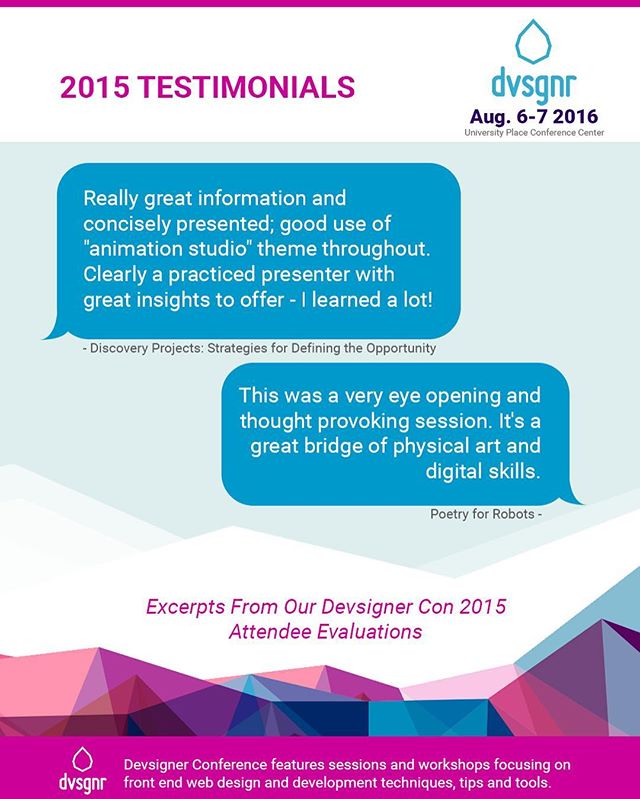 2015 TESTIMONIALS
dvsgnr
Aug. 6-7 2016
University Place Conference Center
Really great information and
concisely presented; good use of
"animation studio" theme throughout.
Clearly a practiced presenter with
great insights to offer - I learned a lot!
- Discovery Projects: Strategies for Defining the Opportunity
This was a very eye opening and
thought provoking session. It's a
great bridge of physical art and
digital skills.
Poetry for Robots -
Excerpts From Our Devsigner Con 2015
Attendee Evaluations
dvsgnr
Devsigner Conference features sessions and workshops focusing on
front end web design and development techniques, tips and tools.